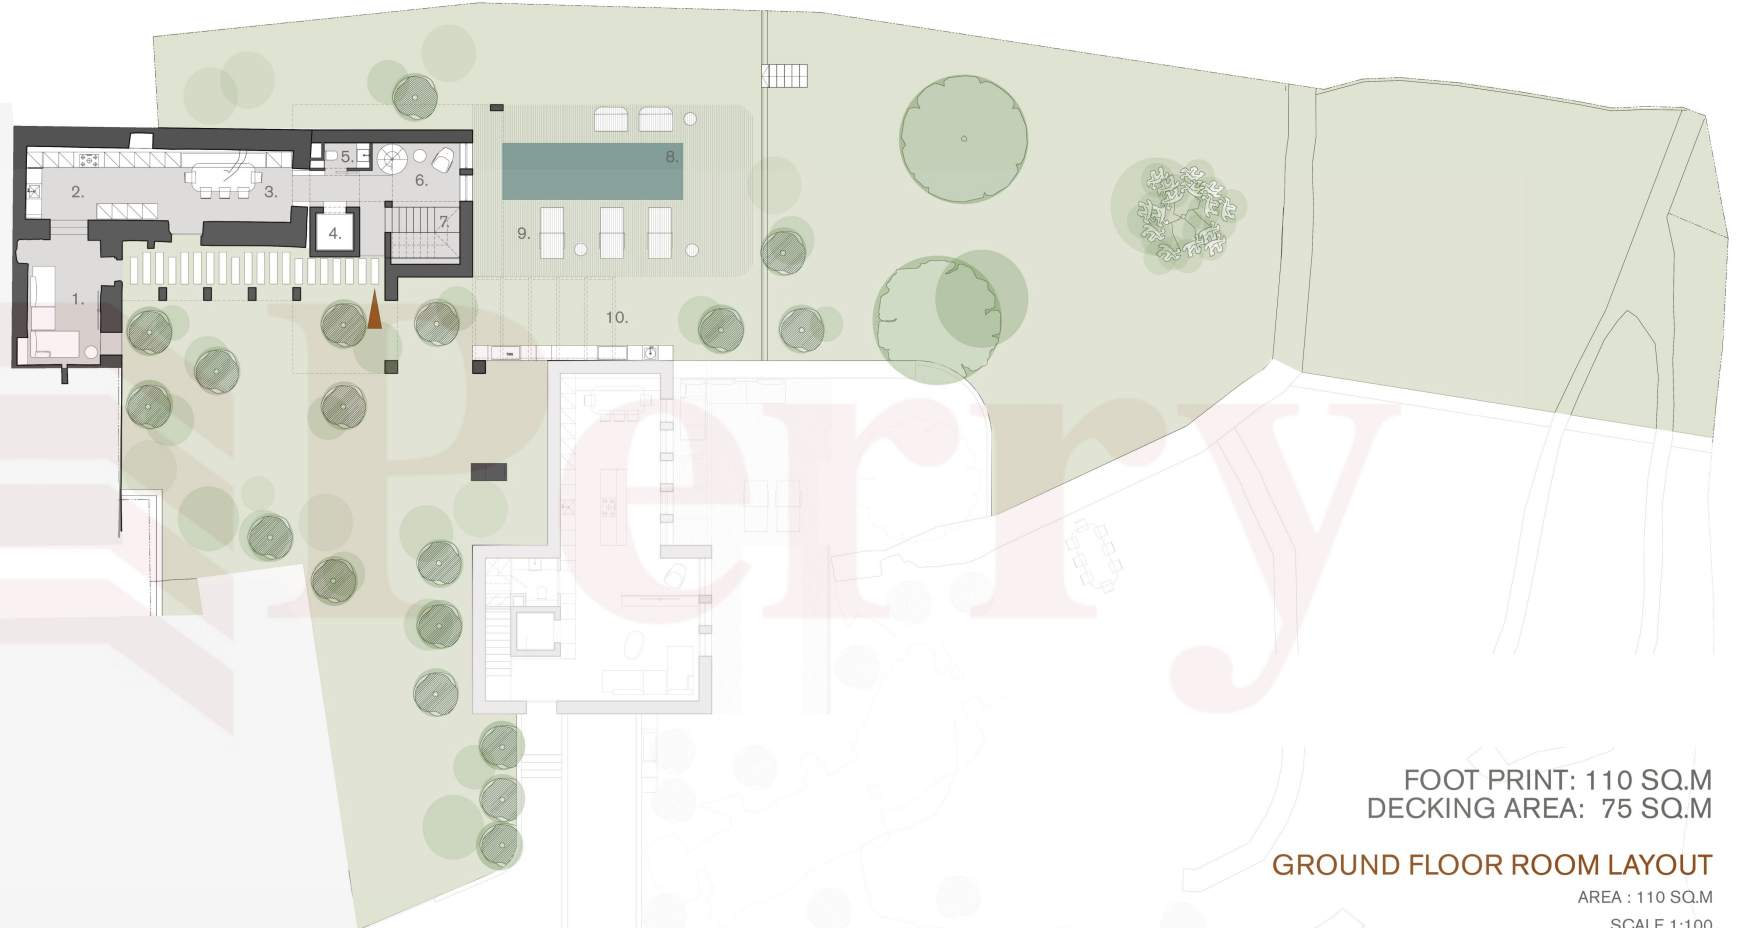 5.
8.
2.
3.
6.
4.
7.
9.
1.
10.
Perry
FOOT PRINT: 110 SQ.M
DECKING AREA: 75 SQ.M
GROUND FLOOR ROOM LAYOUT
AREA : 110 SQ.M
SCALE 1:100